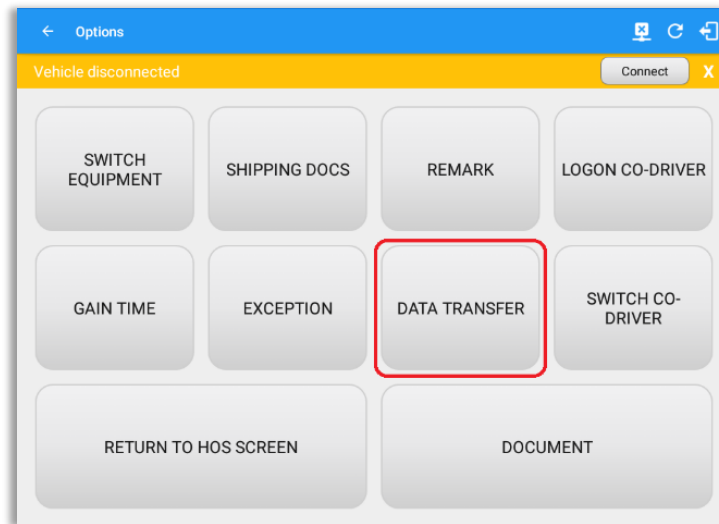 Options
Vehicle disconnected
Connect
X
SWITCH
EQUIPMENT
SHIPPING DOCS
REMARK
LOGON CO-DRIVER
GAIN TIME
EXCEPTION
DATA TRANSFER
SWITCH CO-
DRIVER
RETURN TO HOS SCREEN
DOCUMENT